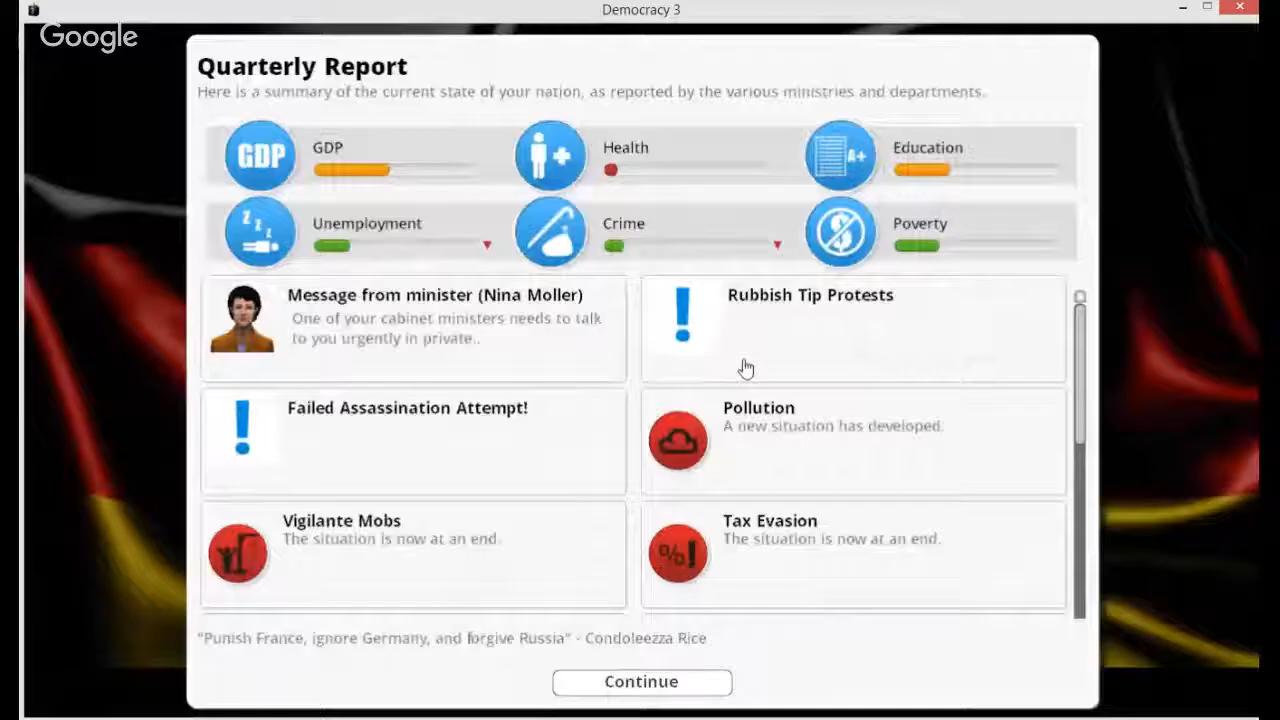 Democracy 3
Google
Quarterly Report
Here is a summary of the current state of your nation, as reported by the various ministries and departments.
GDP
GDP
Health
A+
Education
z z z
Unemployment
Crime
$
Poverty
Message from minister (Nina Moller)
One of your cabinet ministers needs to talk
to you urgently in private..
!
Rubbish Tip Protests
!
Failed Assassination Attempt!
Pollution
A new situation has developed.
Vigilante Mobs
The situation is now at an end.
%!
Tax Evasion
The situation is now at an end.
"Punish France, ignore Germany, and forgive Russia" - Condoleezza Rice
Continue